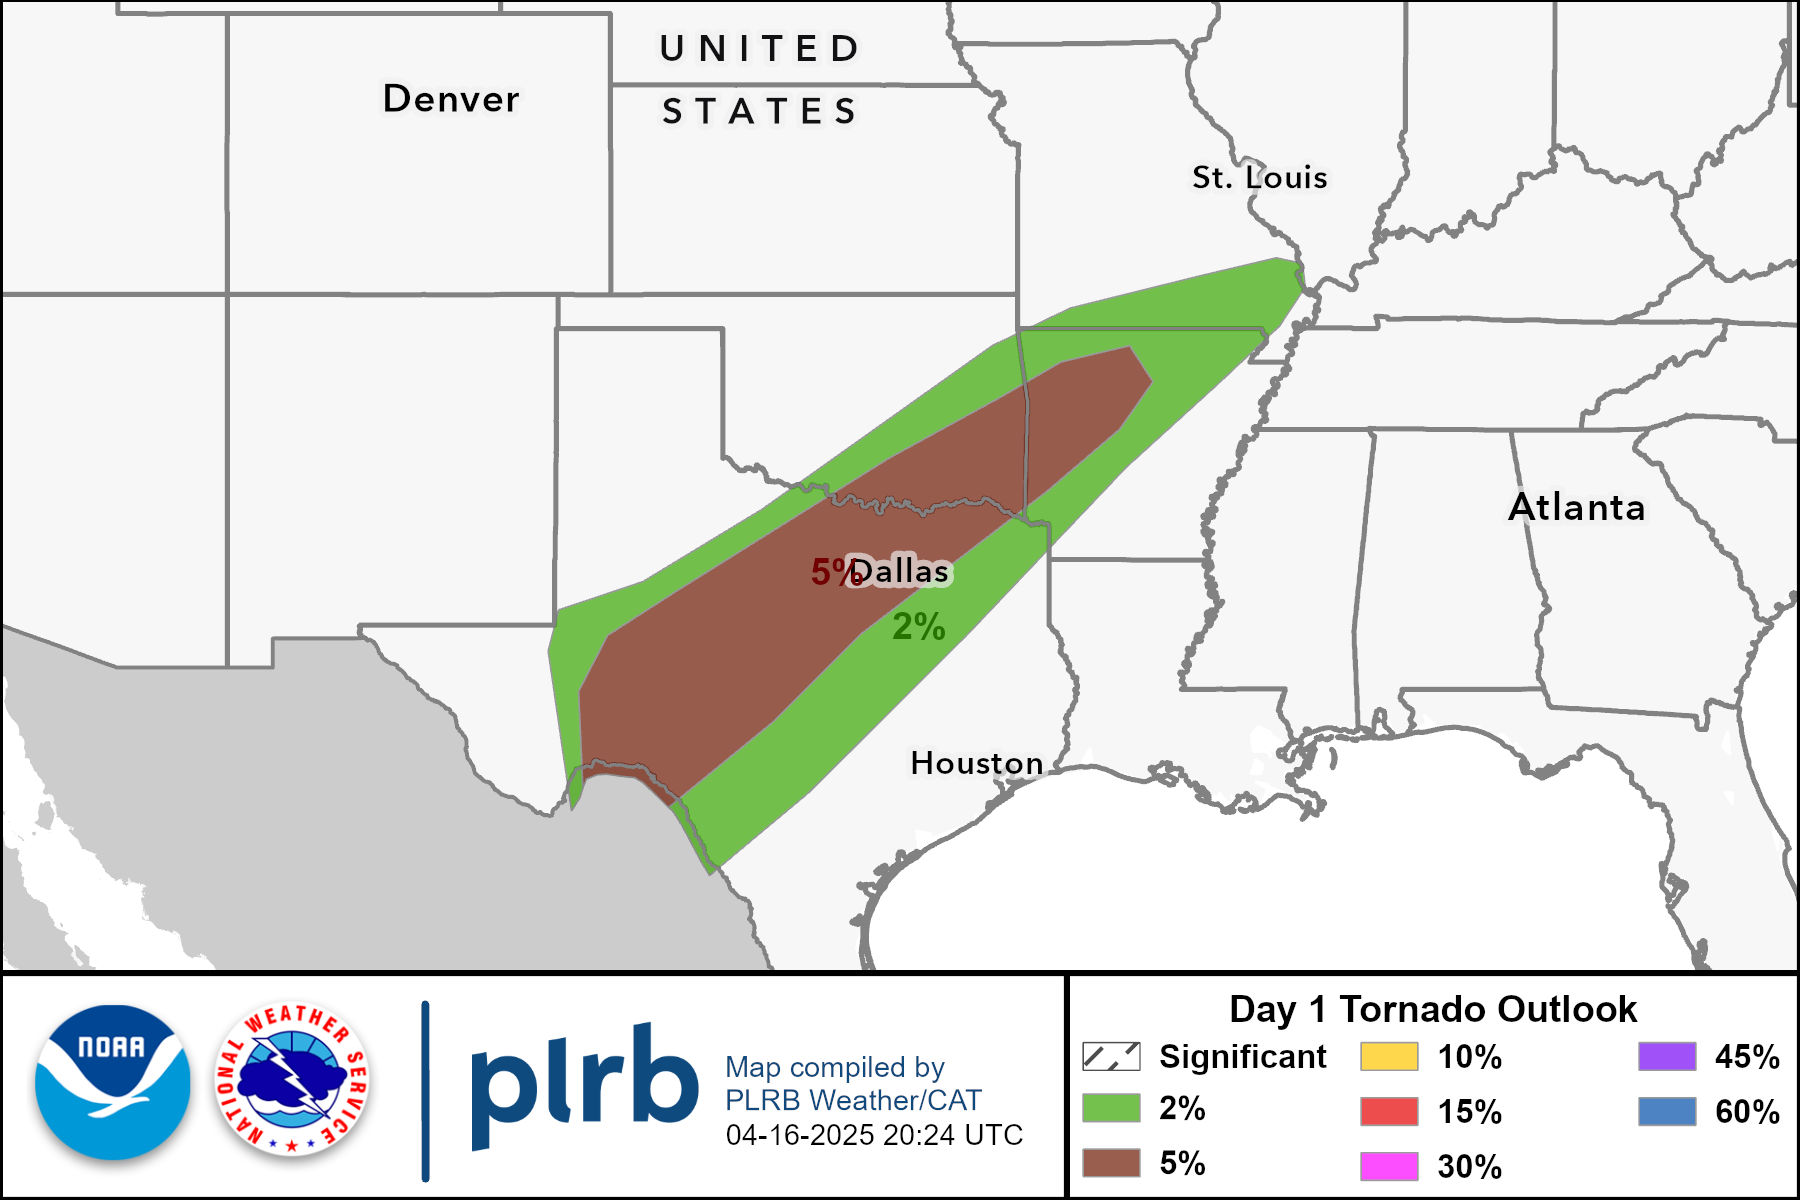 UNITED
STATES
Denver
St. Louis
Atlanta
5%
Dallas
2%
Houston
NOAA
NATIONAL WEATHER SERVICE
plrb
Map compiled by
PLRB Weather/CAT
04-16-2025 20:24 UTC
Day 1 Tornado Outlook
Significant
2%
5%
10%
15%
30%
45%
60%